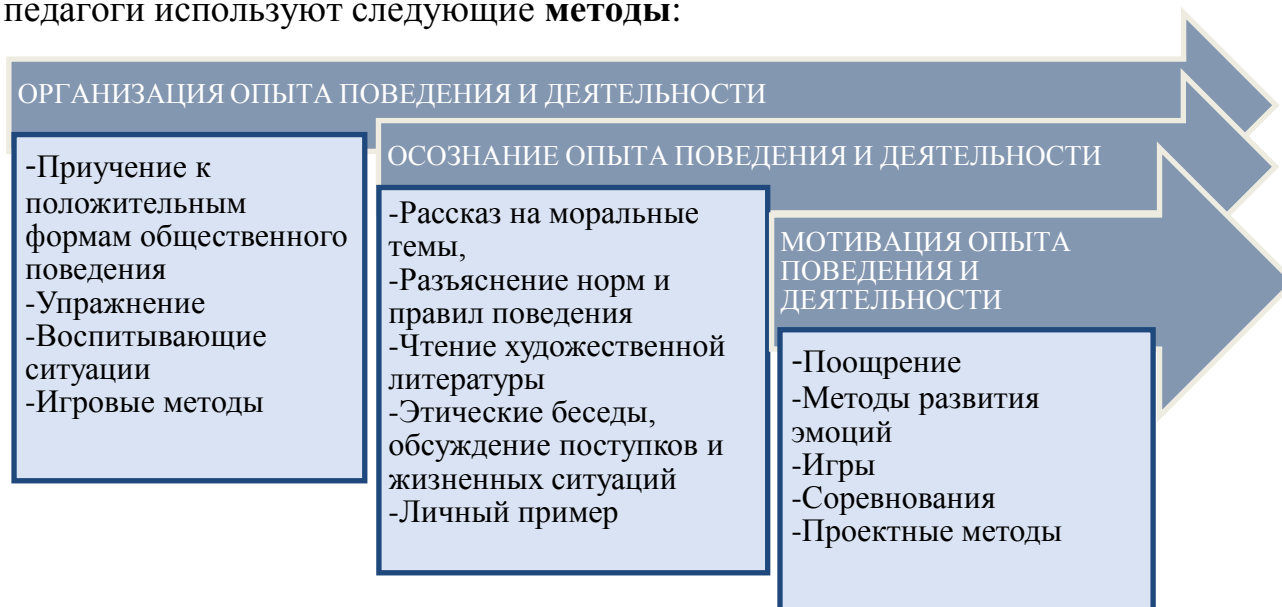 педагоги используют следующие методы:
ОРГАНИЗАЦИЯ ОПЫТА ПОВЕДЕНИЯ И ДЕЯТЕЛЬНОСТИ
-Приучение к
положительным
формам общественного
поведения
-Упражнение
-Воспитывающие
ситуации
-Игровые методы
ОСОЗНАНИЕ ОПЫТА ПОВЕДЕНИЯ И ДЕЯТЕЛЬНОСТИ
-Рассказ на моральные
темы,
-Разъяснение норм и
правил поведения
-Чтение художественной
литературы
-Этические беседы,
обсуждение поступков и
жизненных ситуаций
-Личный пример
МОТИВАЦИЯ ОПЫТА
ПОВЕДЕНИЯ И
ДЕЯТЕЛЬНОСТИ
-Поощрение
-Методы развития
эмоций
-Игры
-Соревнования
-Проектные методы